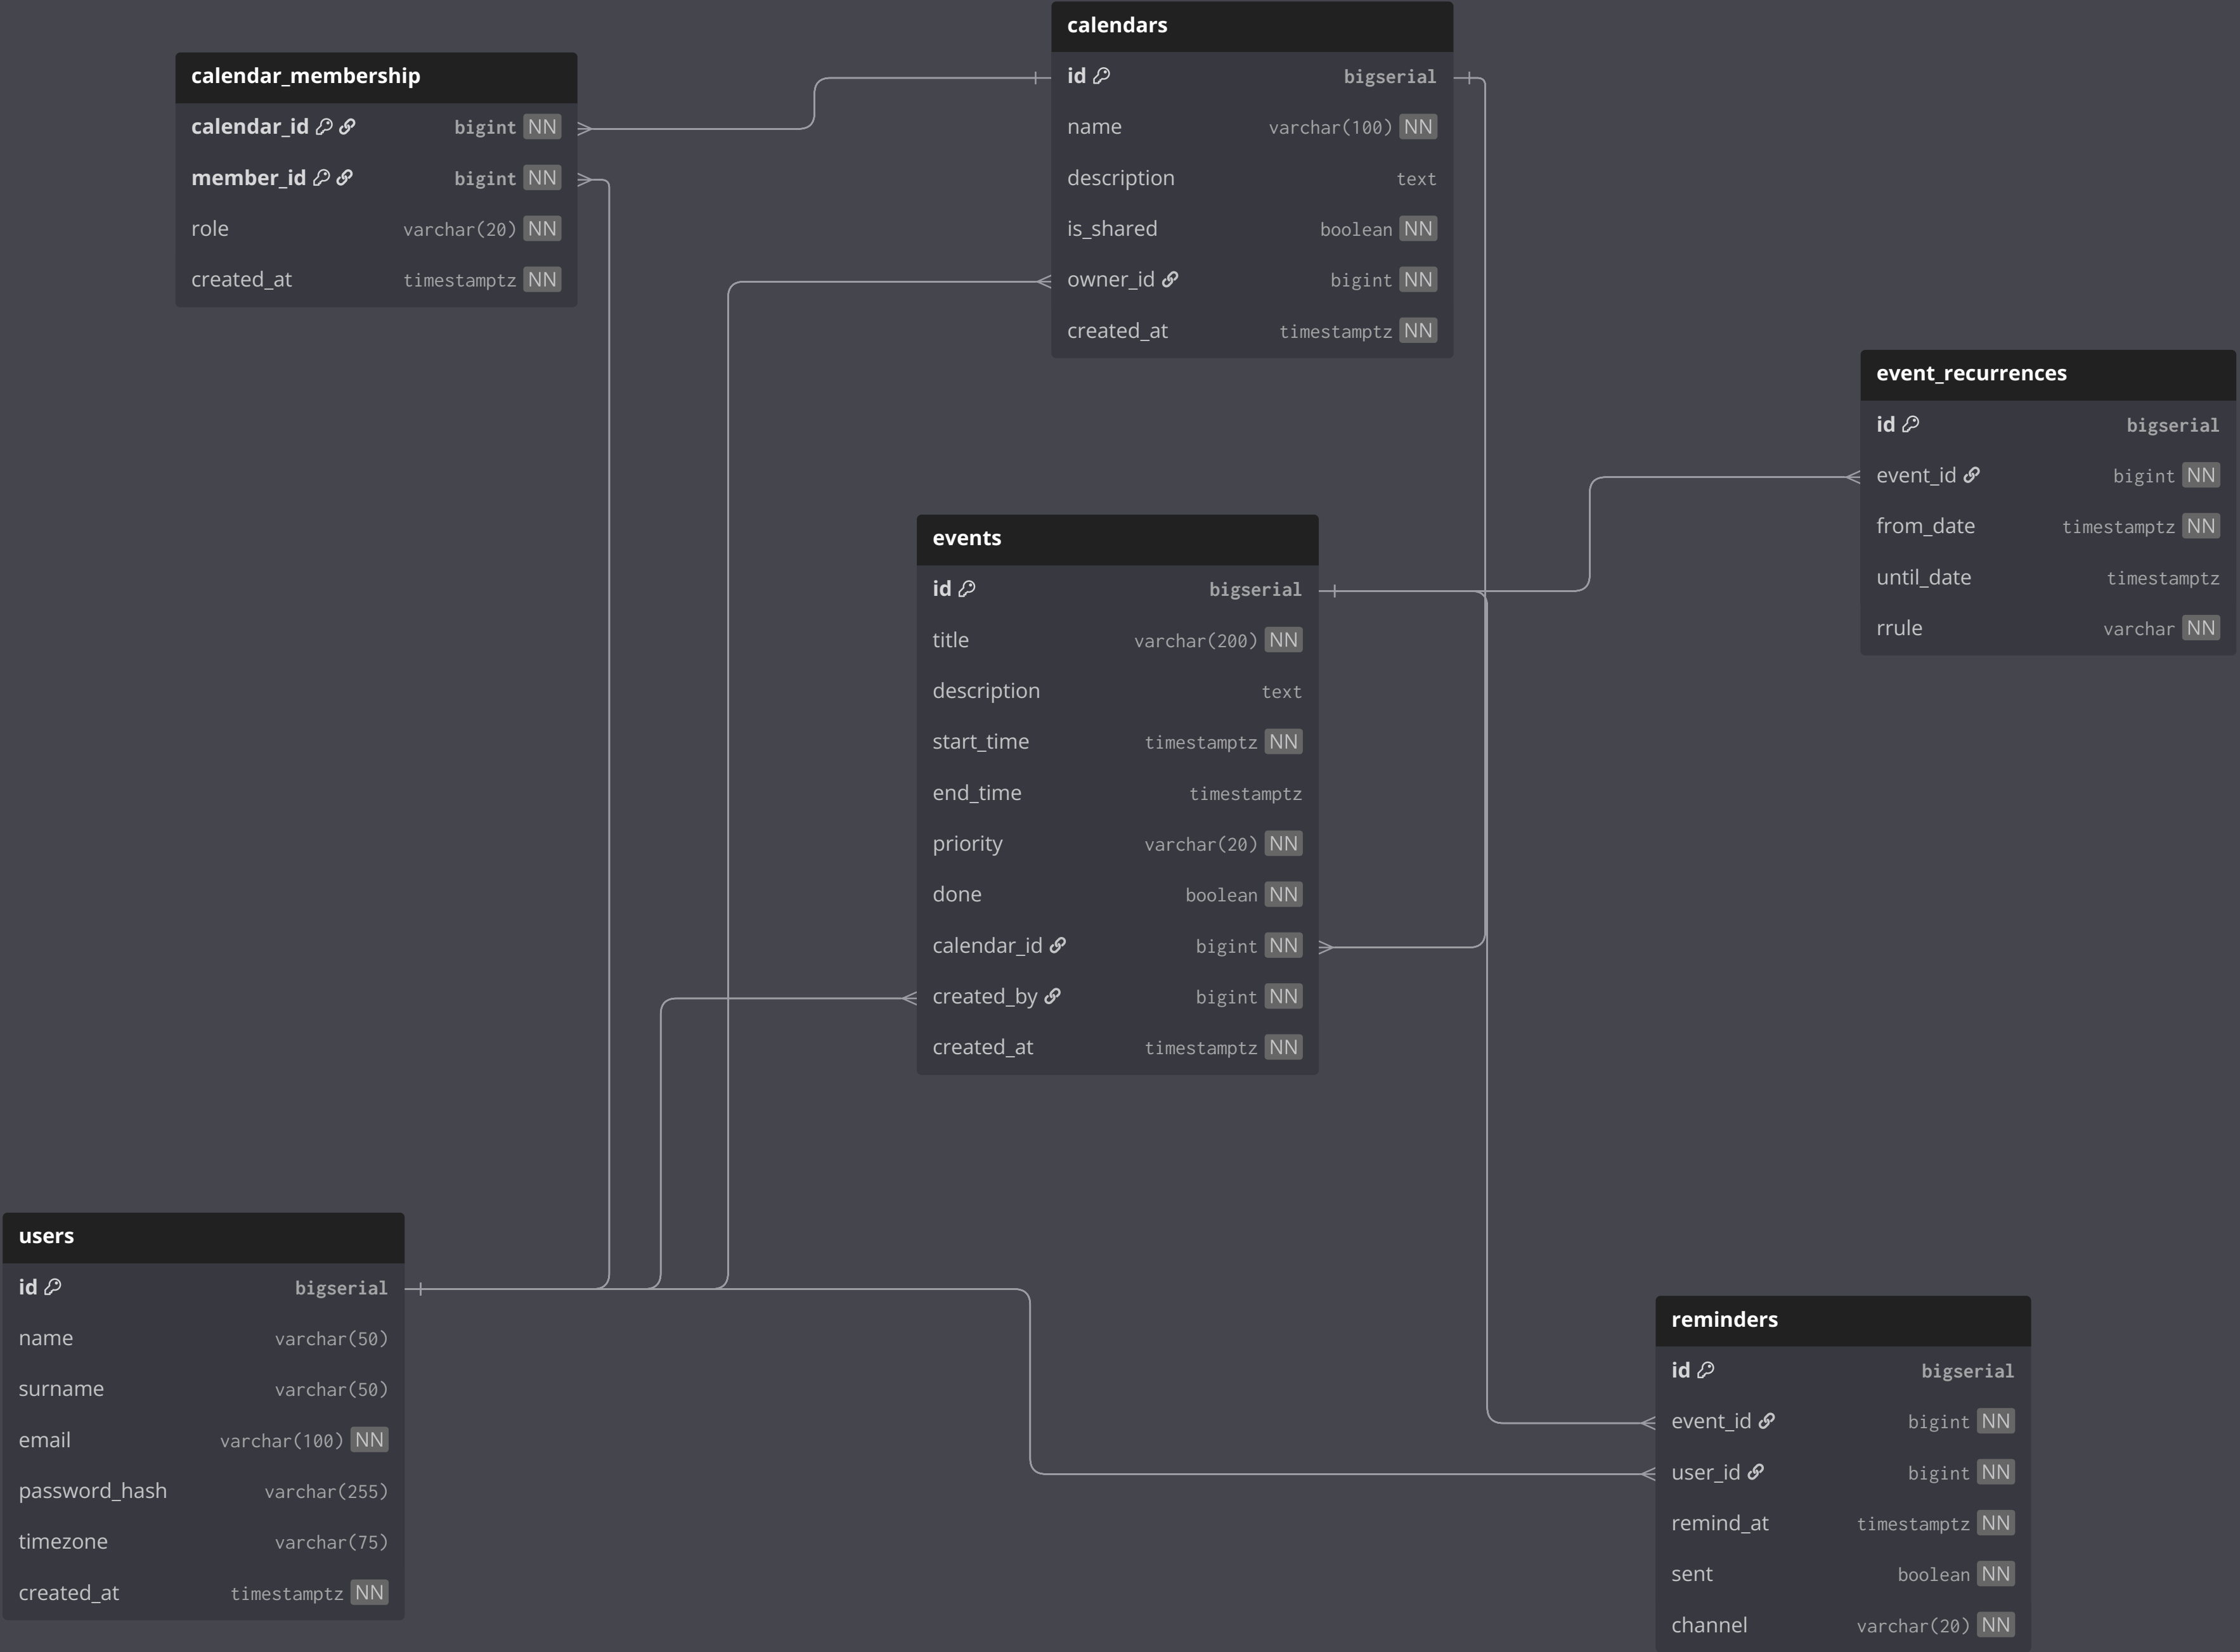 calendars
id bigserial
name varchar(100) NN
description text
is_shared boolean NN
owner_id bigint NN
created_at timestamptz NN
calendar_membership
calendar_id bigint NN
member_id bigint NN
role varchar(20) NN
created_at timestamptz NN
event_recurrences
id bigserial
event_id bigint NN
from_date timestamptz NN
until_date timestamptz
rrule varchar NN
events
id bigserial
title varchar(200) NN
description text
start_time timestamptz NN
end_time timestamptz
priority varchar(20) NN
done boolean NN
calendar_id bigint NN
created_by bigint NN
created_at timestamptz NN
users
id bigserial
name varchar(50)
surname varchar(50)
email varchar(100) NN
password_hash varchar(255)
timezone varchar(75)
created_at timestamptz NN
reminders
id bigserial
event_id bigint NN
user_id bigint NN
remind_at timestamptz NN
sent boolean NN
channel varchar(20) NN